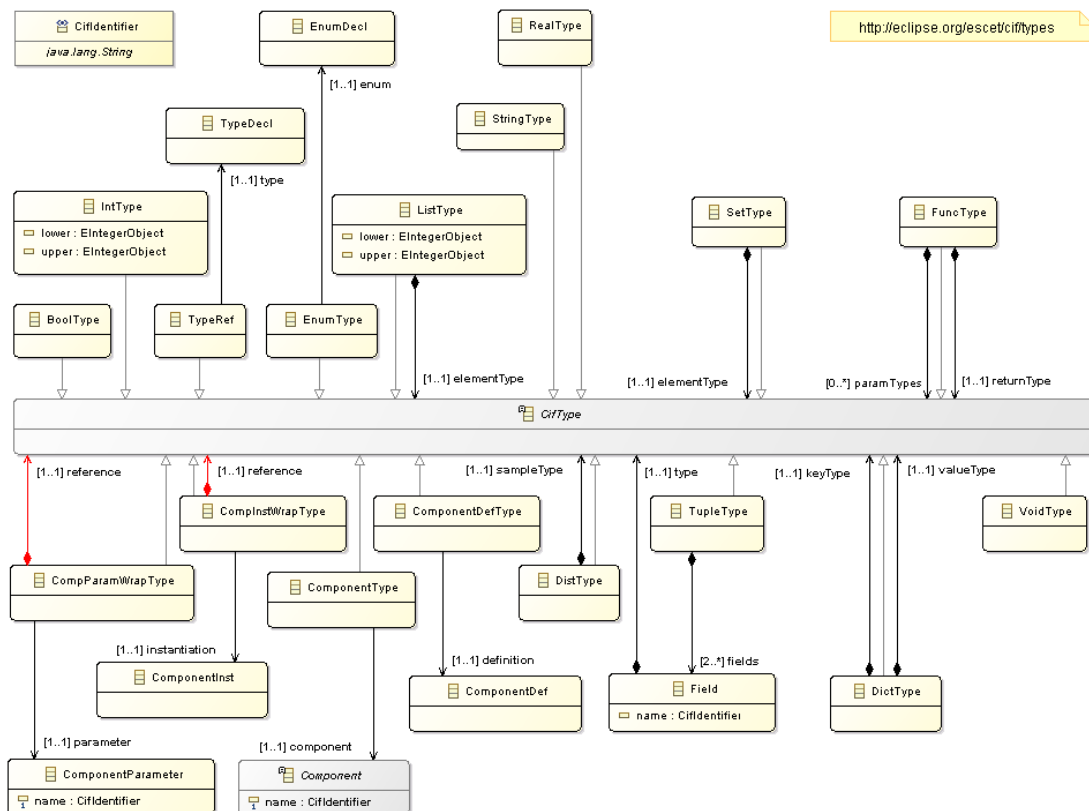 CifIdentifier
java.lang.String
EnumDecl
RealType
http://eclipse.org/escet/cif/types
[1..1] enum
TypeDecl
StringType
[1..1] type
IntType
lower : EIntegerObject
upper : EIntegerObject
ListType
lower : EIntegerObject
upper : EIntegerObject
SetType
FuncType
BoolType
TypeRef
EnumType
[1..1] elementType
[1..1] elementType
[0..*] paramTypes
[1..1] returnType
CifType
[1..1] reference
[1..1] reference
[1..1] sampleType
[1..1] type
[1..1] keyType
[1..1] valueType
CompInstWrapType
ComponentDefType
TupleType
VoidType
CompParamWrapType
ComponentType
DistType
[1..1] instantiation
[1..1] definition
[2..*] fields
ComponentInst
ComponentDef
Field
name : CifIdentifier
DictType
[1..1] parameter
[1..1] component
ComponentParameter
name : CifIdentifier
Component
name : CifIdentifier